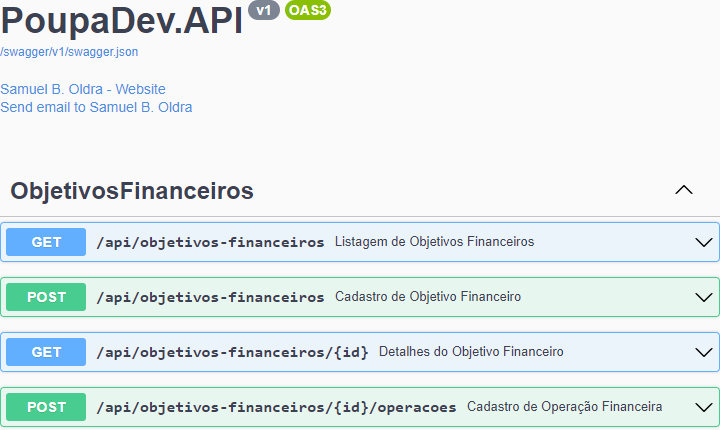 PoupaDev.API v1 OAS3
/swagger/v1/swagger.json
Samuel B. Oldra - Website
Send email to Samuel B. Oldra
ObjetivosFinanceiros
GET /api/objetivos-financeiros Listagem de Objetivos Financeiros
POST /api/objetivos-financeiros Cadastro de Objetivo Financeiro
GET /api/objetivos-financeiros/{id} Detalhes do Objetivo Financeiro
POST /api/objetivos-financeiros/{id}/operacoes Cadastro de Operação Financeira